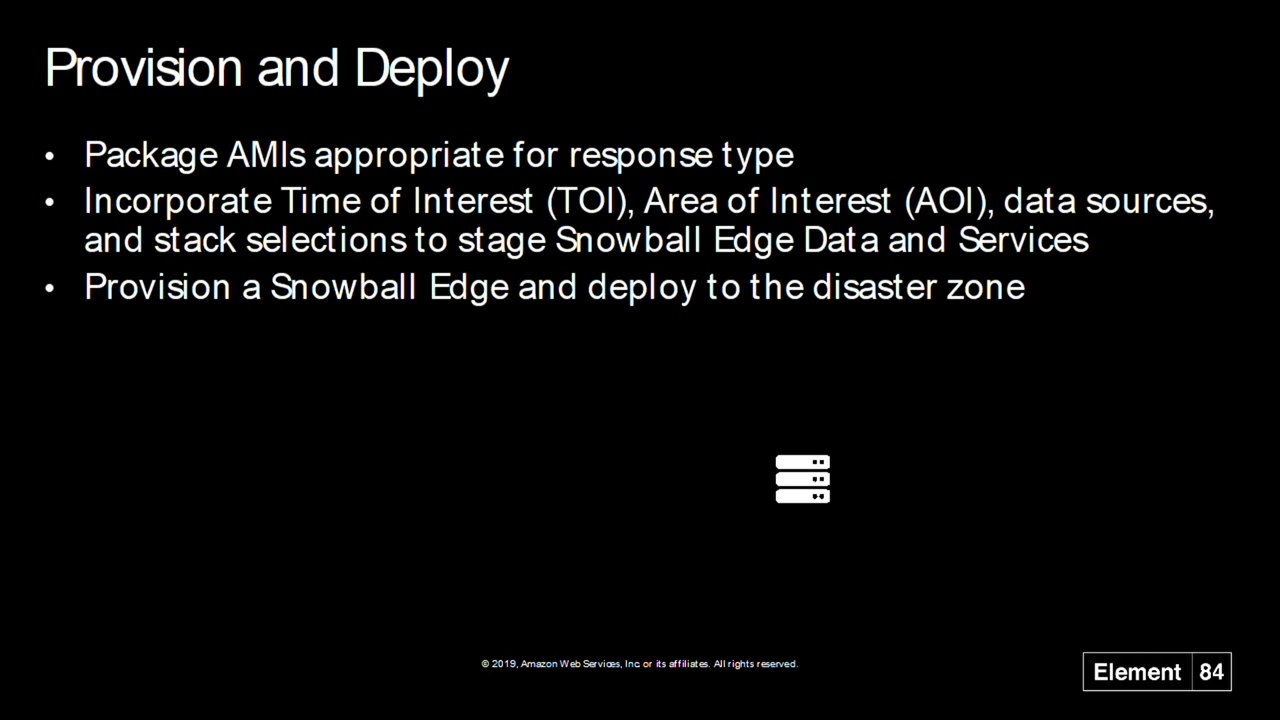 Provision and Deploy
• Package AMIs appropriate for response type
• Incorporate Time of Interest (TOI), Area of Interest (AOI), data sources,
and stack selections to stage Snowball Edge Data and Services
• Provision a Snowball Edge and deploy to the disaster zone
© 2019, Amazon Web Services, Inc. or its affiliates. All rights reserved.
Element 84